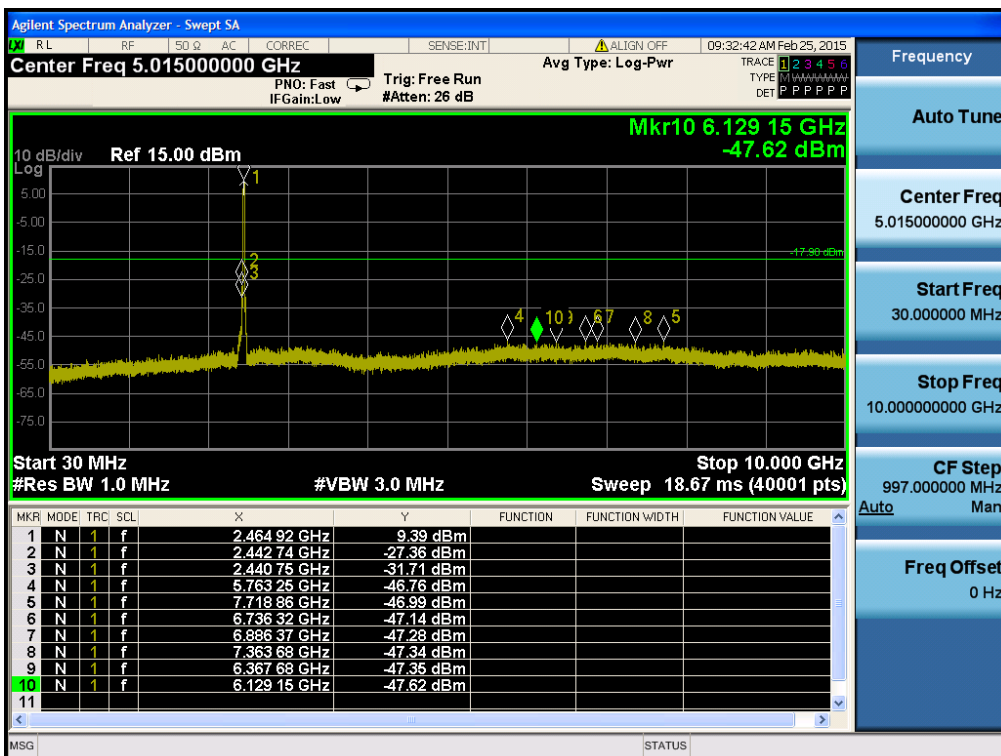 Agilent Spectrum Analyzer - Swept SA
LXI RL RF 50 Ω AC CORREC SENSE:INT ALIGN OFF 09:32:42 AM Feb 25, 2015
Center Freq 5.015000000 GHz Avg Type: Log-Pwr TRACE 1 2 3 4 5 6
PNO: Fast Trig: Free Run TYPE M WWWWW
IFGain:Low #Atten: 26 dB DET P P P P P P
Mkr10 6.129 15 GHz
10 dB/div Ref 15.00 dBm -47.62 dBm
Log
1
5.00
-5.00
-15.0 -17.90 dBm
2
-25.0 3
-35.0
4 10 9 6 7 8 5
-45.0
-55.0
-65.0
-75.0
Start 30 MHz Stop 10.000 GHz
#Res BW 1.0 MHz #VBW 3.0 MHz Sweep 18.67 ms (40001 pts)
MKR MODE TRC SCL X Y FUNCTION FUNCTION WIDTH FUNCTION VALUE
1 N 1 f 2.464 92 GHz 9.39 dBm
2 N 1 f 2.442 74 GHz -27.36 dBm
3 N 1 f 2.440 75 GHz -31.71 dBm
4 N 1 f 5.763 25 GHz -46.76 dBm
5 N 1 f 7.718 86 GHz -46.99 dBm
6 N 1 f 6.736 32 GHz -47.14 dBm
7 N 1 f 6.886 37 GHz -47.28 dBm
8 N 1 f 7.363 68 GHz -47.34 dBm
9 N 1 f 6.367 68 GHz -47.35 dBm
10 N 1 f 6.129 15 GHz -47.62 dBm
11
MSG STATUS
Frequency
Auto Tune
Center Freq
5.015000000 GHz
Start Freq
30.000000 MHz
Stop Freq
10.000000000 GHz
CF Step
997.000000 MHz
Auto Man
Freq Offset
0 Hz